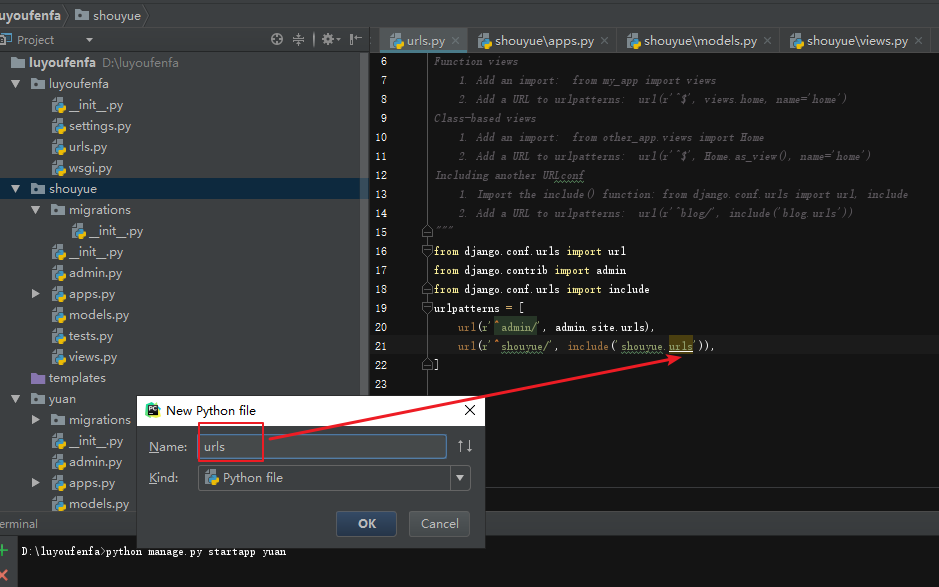 luyoufenfa shouyue
Project
urls.py shouyue\apps.py shouyue\models.py shouyue\views.py
luyoufenfa D:\luyoufenfa
luyoufenfa
__init__.py
settings.py
urls.py
wsgi.py
shouyue
migrations
__init__.py
__init__.py
admin.py
apps.py
models.py
tests.py
views.py
templates
yuan
migrations
__init__.py
admin.py
apps.py
models.py
6 Function views
7 1. Add an import: from my_app import views
8 2. Add a URL to urlpatterns: url(r'^$', views.home, name='home')
9 Class-based views
10 1. Add an import: from other_app.views import Home
11 2. Add a URL to urlpatterns: url(r'^$', Home.as_view(), name='home')
12 Including another URLconf
13 1. Import the include() function: from django.conf.urls import url, include
14 2. Add a URL to urlpatterns: url(r'^blog/', include('blog.urls'))
15 """
16 from django.conf.urls import url
17 from django.contrib import admin
18 from django.conf.urls import include
19 urlpatterns = [
20 url(r'^admin/', admin.site.urls),
21 url(r'^shouyue/', include('shouyue.urls')),
22 ]
23
New Python file
Name: urls
Kind: Python file
OK Cancel
erminal
D:\luyoufenfa>python manage.py startapp yuan